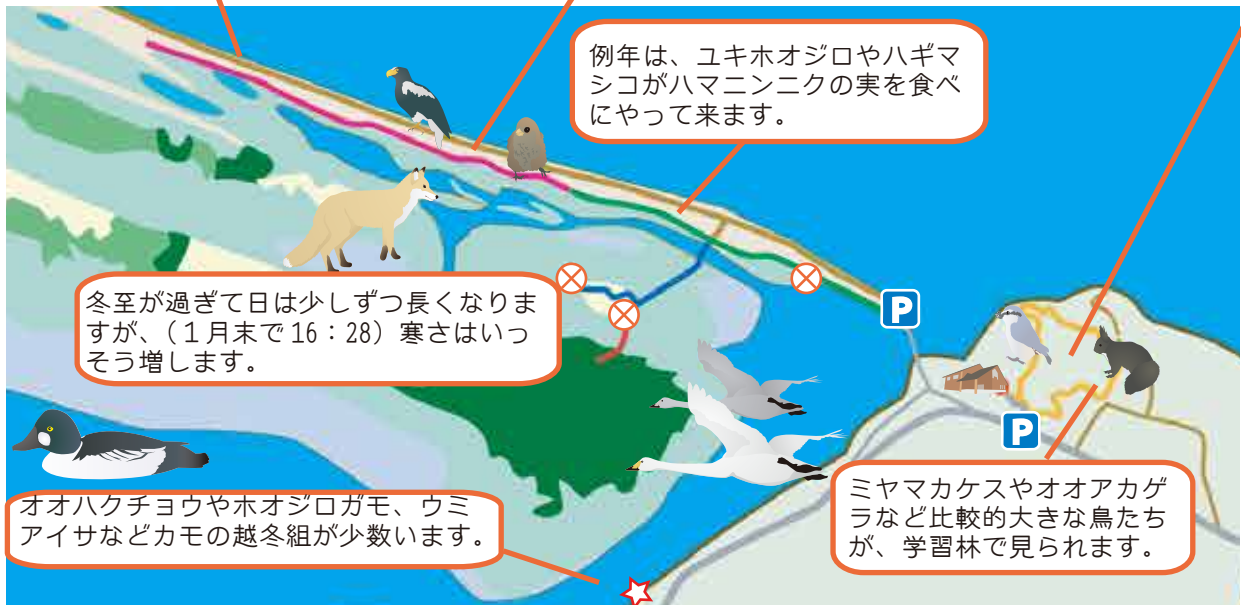 例年は、ユキホオジロやハギマ
シコがハマニンニクの実を食べ
にやって来ます。
冬至が過ぎて日は少しずつ長くなりま
すが、（１月末で 16：28）寒さはいっ
そう増します。
P
P
オオハクチョウやホオジロガモ、ウミ
アイサなどカモの越冬組が少数います。
ミヤマカケスやオオアカゲ
ラなど比較的大きな鳥たち
が、学習林で見られます。